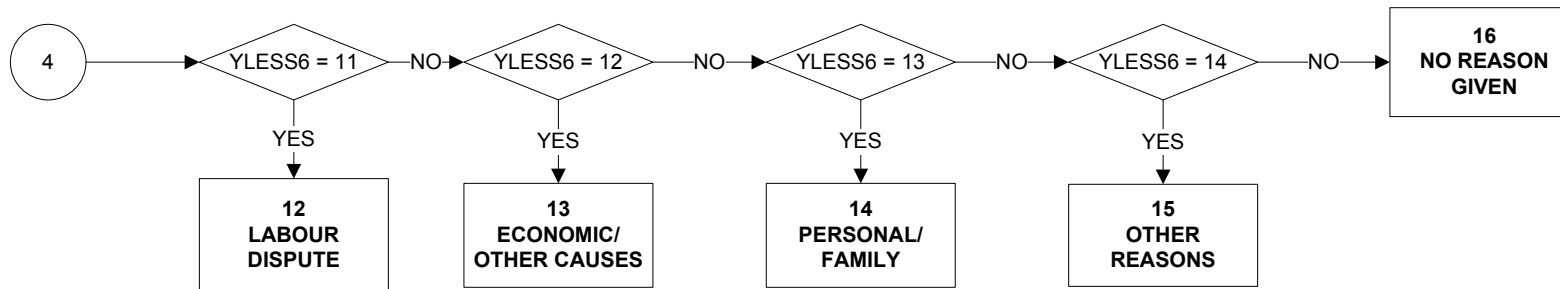 4
YLESS6 = 11
NO
YLESS6 = 12
NO
YLESS6 = 13
NO
YLESS6 = 14
NO
16
NO REASON
GIVEN
YES
YES
YES
YES
12
LABOUR
DISPUTE
13
ECONOMIC/
OTHER CAUSES
14
PERSONAL/
FAMILY
15
OTHER
REASONS